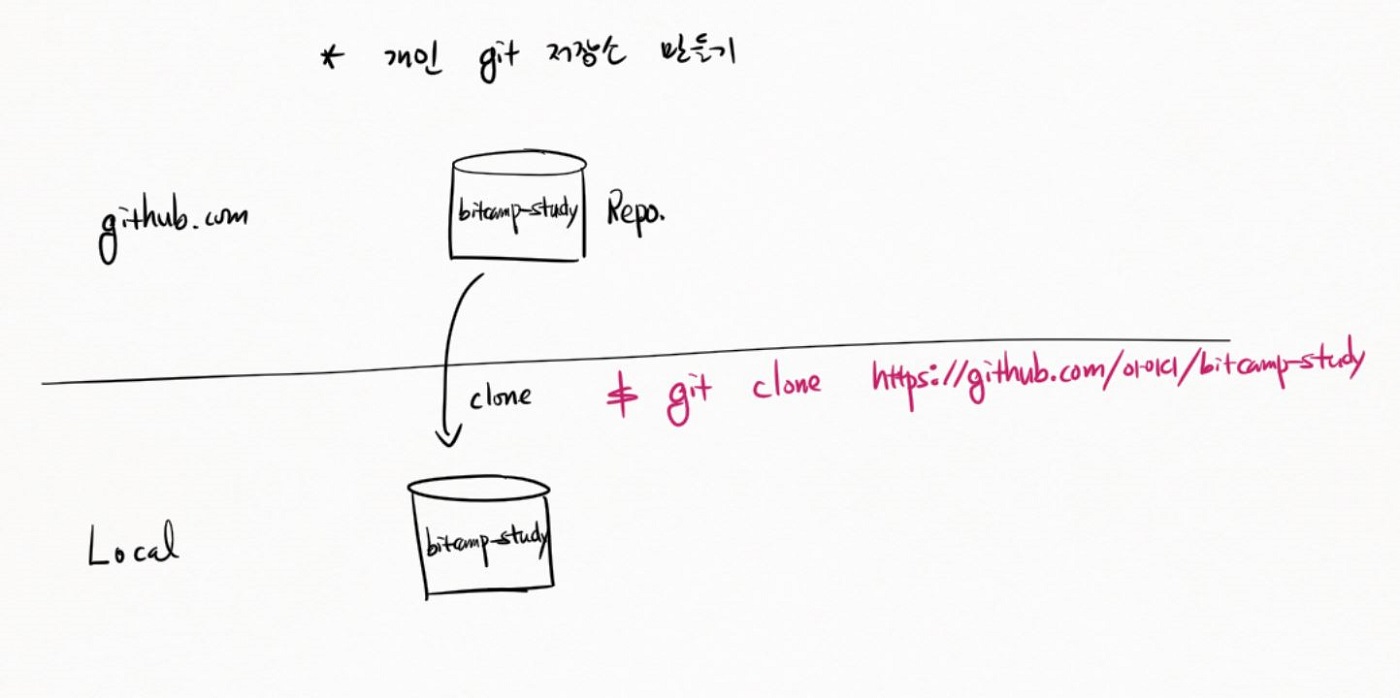 * 개인 git 저장소 만들기
github.com
bitcamp-study
Repo.
clone
$ git clone https://github.com/아이디/bitcamp-study
Local
bitcamp-study